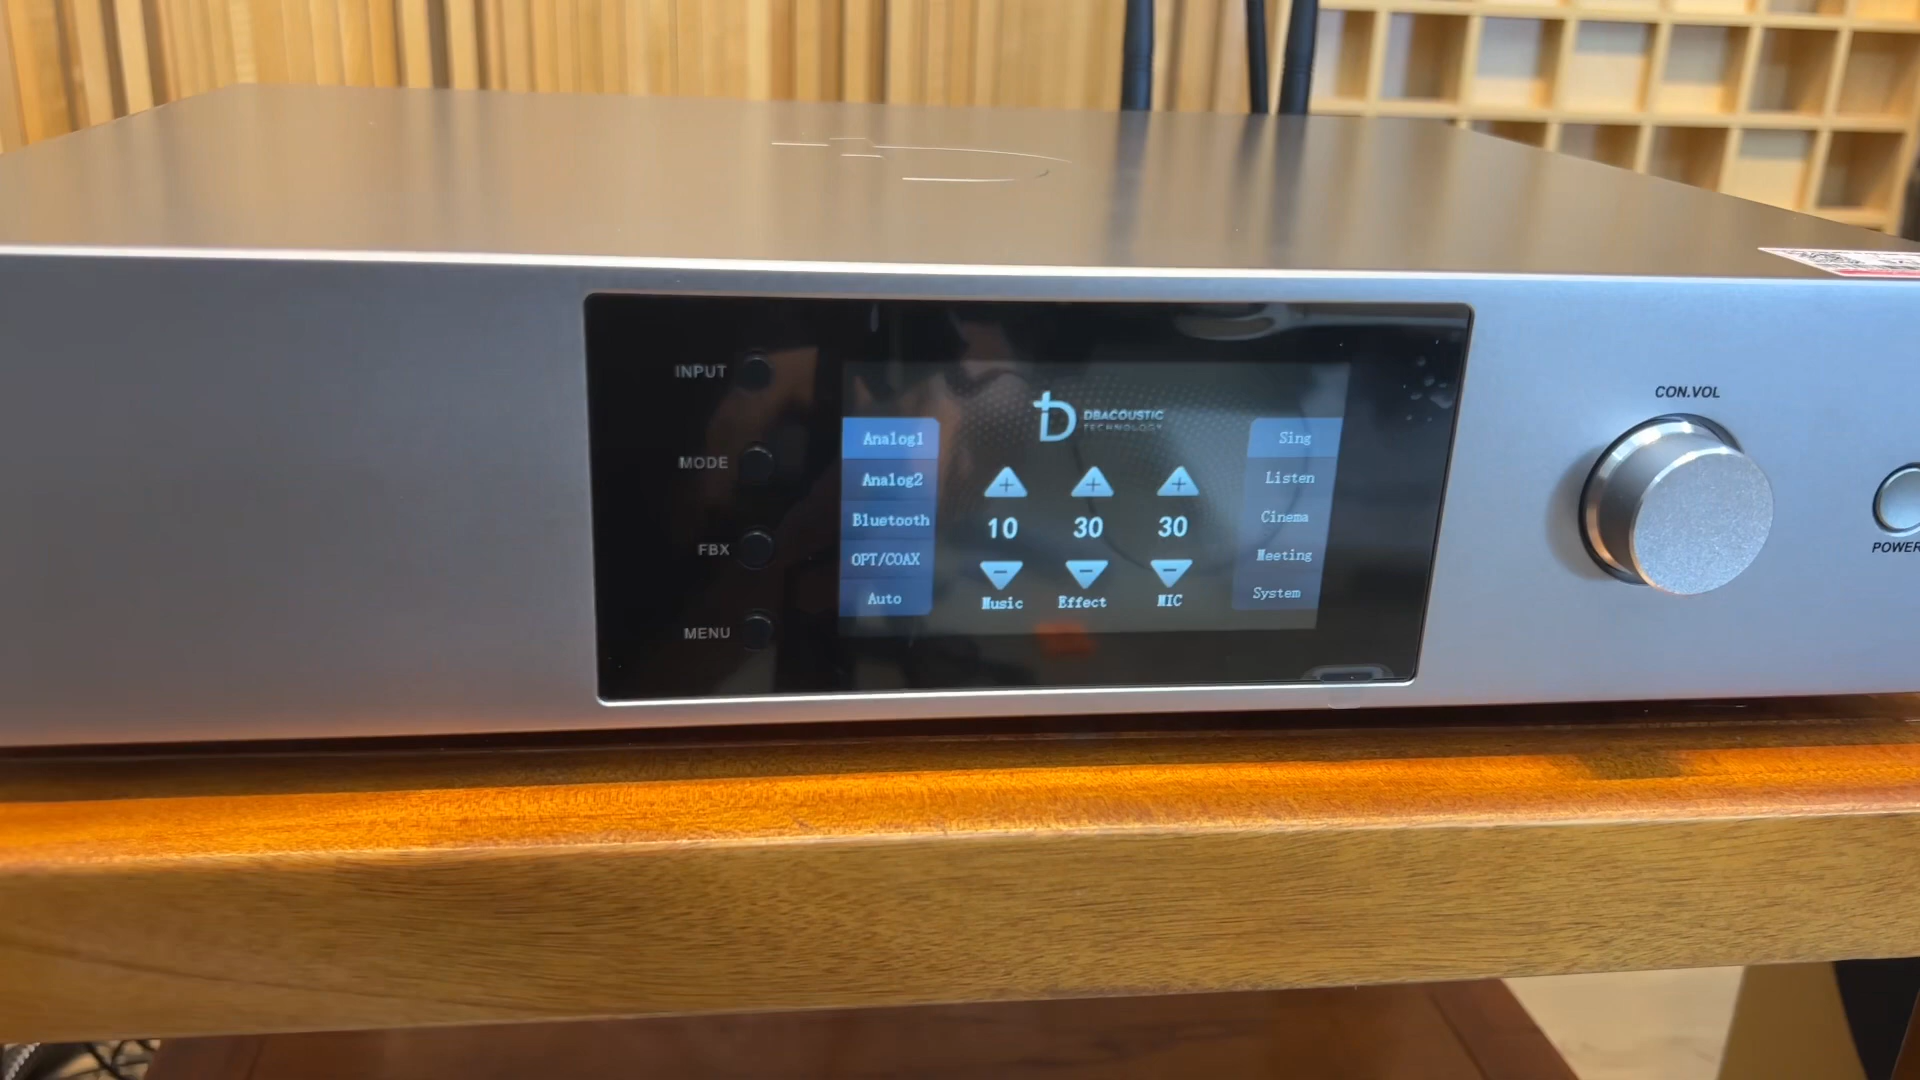 INPUT
MODE
FBX
MENU
DBACOUSTIC
TECHNOLOGY
Analog1
Analog2
Bluetooth
OPT/COAX
Auto
10 30 30
Music Effect MIC
Sing
Listen
Cinema
Meeting
System
CON.VOL
POWER